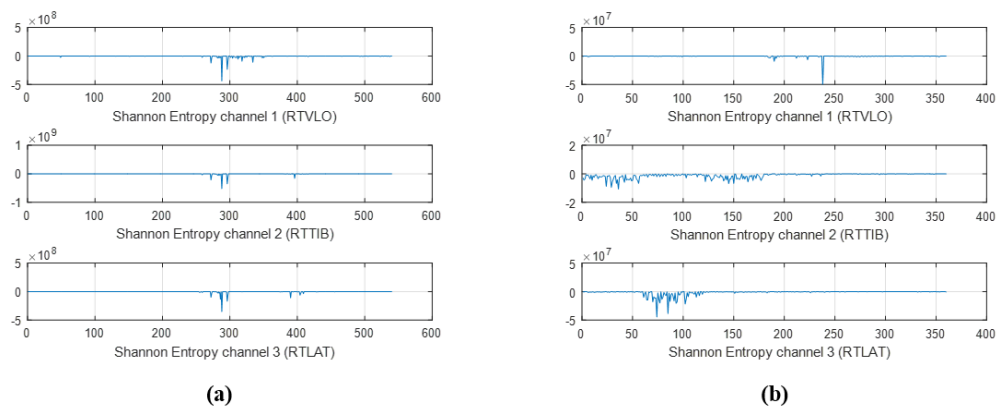 ×10^8
5
0
-5
0 100 200 300 400 500 600
Shannon Entropy channel 1 (RTVLO)
×10^9
1
0
-1
0 100 200 300 400 500 600
Shannon Entropy channel 2 (RTTIB)
×10^8
5
0
-5
0 100 200 300 400 500 600
Shannon Entropy channel 3 (RTLAT)
(a)
×10^7
5
0
-5
0 50 100 150 200 250 300 350 400
Shannon Entropy channel 1 (RTVLO)
×10^7
2
0
-2
0 50 100 150 200 250 300 350 400
Shannon Entropy channel 2 (RTTIB)
×10^7
5
0
-5
0 50 100 150 200 250 300 350 400
Shannon Entropy channel 3 (RTLAT)
(b)